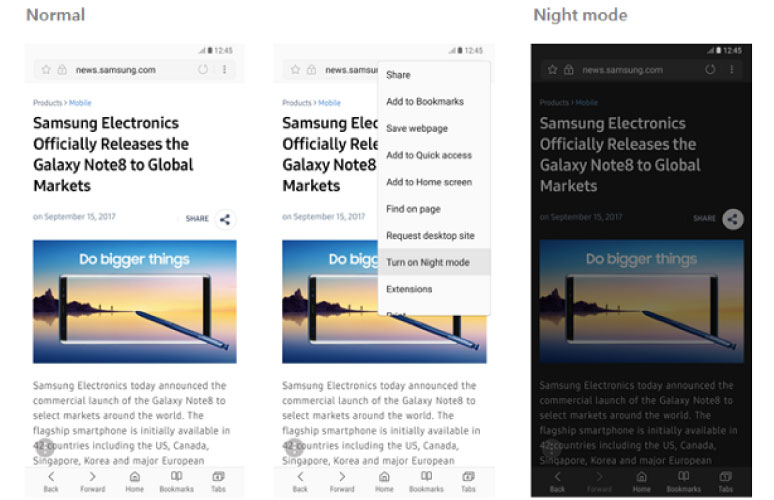 Normal
12:45
news.samsung.com
Products > Mobile
Samsung Electronics
Officially Releases the
Galaxy Note8 to Global
Markets
on September 15, 2017
SHARE
Do bigger things
Samsung Electronics today announced the
commercial launch of the Galaxy Note8 to
select markets around the world. The
flagship smartphone is initially available in
42 countries including the US, Canada,
Singapore, Korea and major European
Back Forward Home Bookmarks Tabs
12:45
news.samsu
Products > Mobile
Samsung Electronics
Officially Relea
Galaxy Note8
Markets
on September 15, 2017
Do bigger
Share
Add to Bookmarks
Save webpage
Add to Quick access
Add to Home screen
Find on page
Request desktop site
Turn on Night mode
Extensions
Print
Samsung Electronics today announced the
commercial launch of the Galaxy Note8 to
select markets around the world. The
flagship smartphone is initially available in
42 countries including the US, Canada,
Singapore, Korea and major European
Back Forward Home Bookmarks Tabs
Night mode
12:45
news.samsung.com
Products > Mobile
Samsung Electronics
Officially Releases the
Galaxy Note8 to Global
Markets
on September 15, 2017
SHARE
Do bigger things
Samsung Electronics today announced the
commercial launch of the Galaxy Note8 to
select markets around the world. The
flagship smartphone is initially available in
42 countries including the US, Canada,
Singapore, Korea and major European
Back Forward Home Bookmarks Tabs